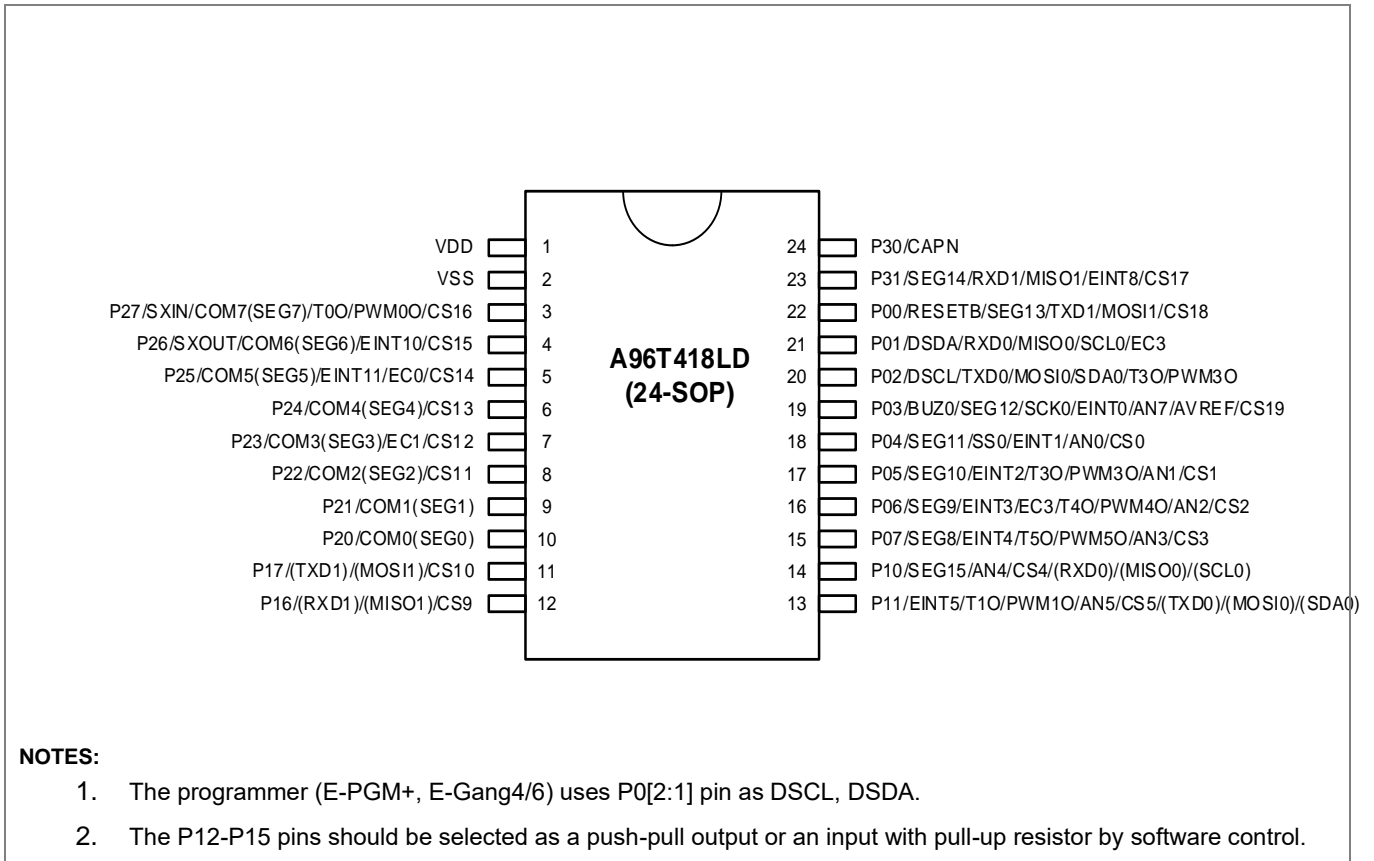 VDD 1 24 P30/CAPN
VSS 2 23 P31/SEG14/RXD1/MISO1/EINT8/CS17
P27/SXIN/COM7(SEG7)/T0O/PWM0O/CS16 3 22 P00/RESETB/SEG13/TXD1/MOSI1/CS18
P26/SXOUT/COM6(SEG6)/EINT10/CS15 4 21 P01/DSDA/RXD0/MISO0/SCL0/EC3
P25/COM5(SEG5)/EINT11/EC0/CS14 5 20 P02/DSCL/TXD0/MOSI0/SDA0/T3O/PWM3O
P24/COM4(SEG4)/CS13 6 19 P03/BUZ0/SEG12/SCK0/EINT0/AN7/AVREF/CS19
P23/COM3(SEG3)/EC1/CS12 7 18 P04/SEG11/SS0/EINT1/AN0/CS0
P22/COM2(SEG2)/CS11 8 17 P05/SEG10/EINT2/T3O/PWM3O/AN1/CS1
P21/COM1(SEG1) 9 16 P06/SEG9/EINT3/EC3/T4O/PWM4O/AN2/CS2
P20/COM0(SEG0) 10 15 P07/SEG8/EINT4/T5O/PWM5O/AN3/CS3
P17/(TXD1)/(MOSI1)/CS10 11 14 P10/SEG15/AN4/CS4/(RXD0)/(MISO0)/(SCL0)
P16/(RXD1)/(MISO1)/CS9 12 13 P11/EINT5/T1O/PWM1O/AN5/CS5/(TXD0)/(MOSI0)/(SDA0)
A96T418LD
(24-SOP)
NOTES:
1. The programmer (E-PGM+, E-Gang4/6) uses P0[2:1] pin as DSCL, DSDA.
2. The P12-P15 pins should be selected as a push-pull output or an input with pull-up resistor by software control.